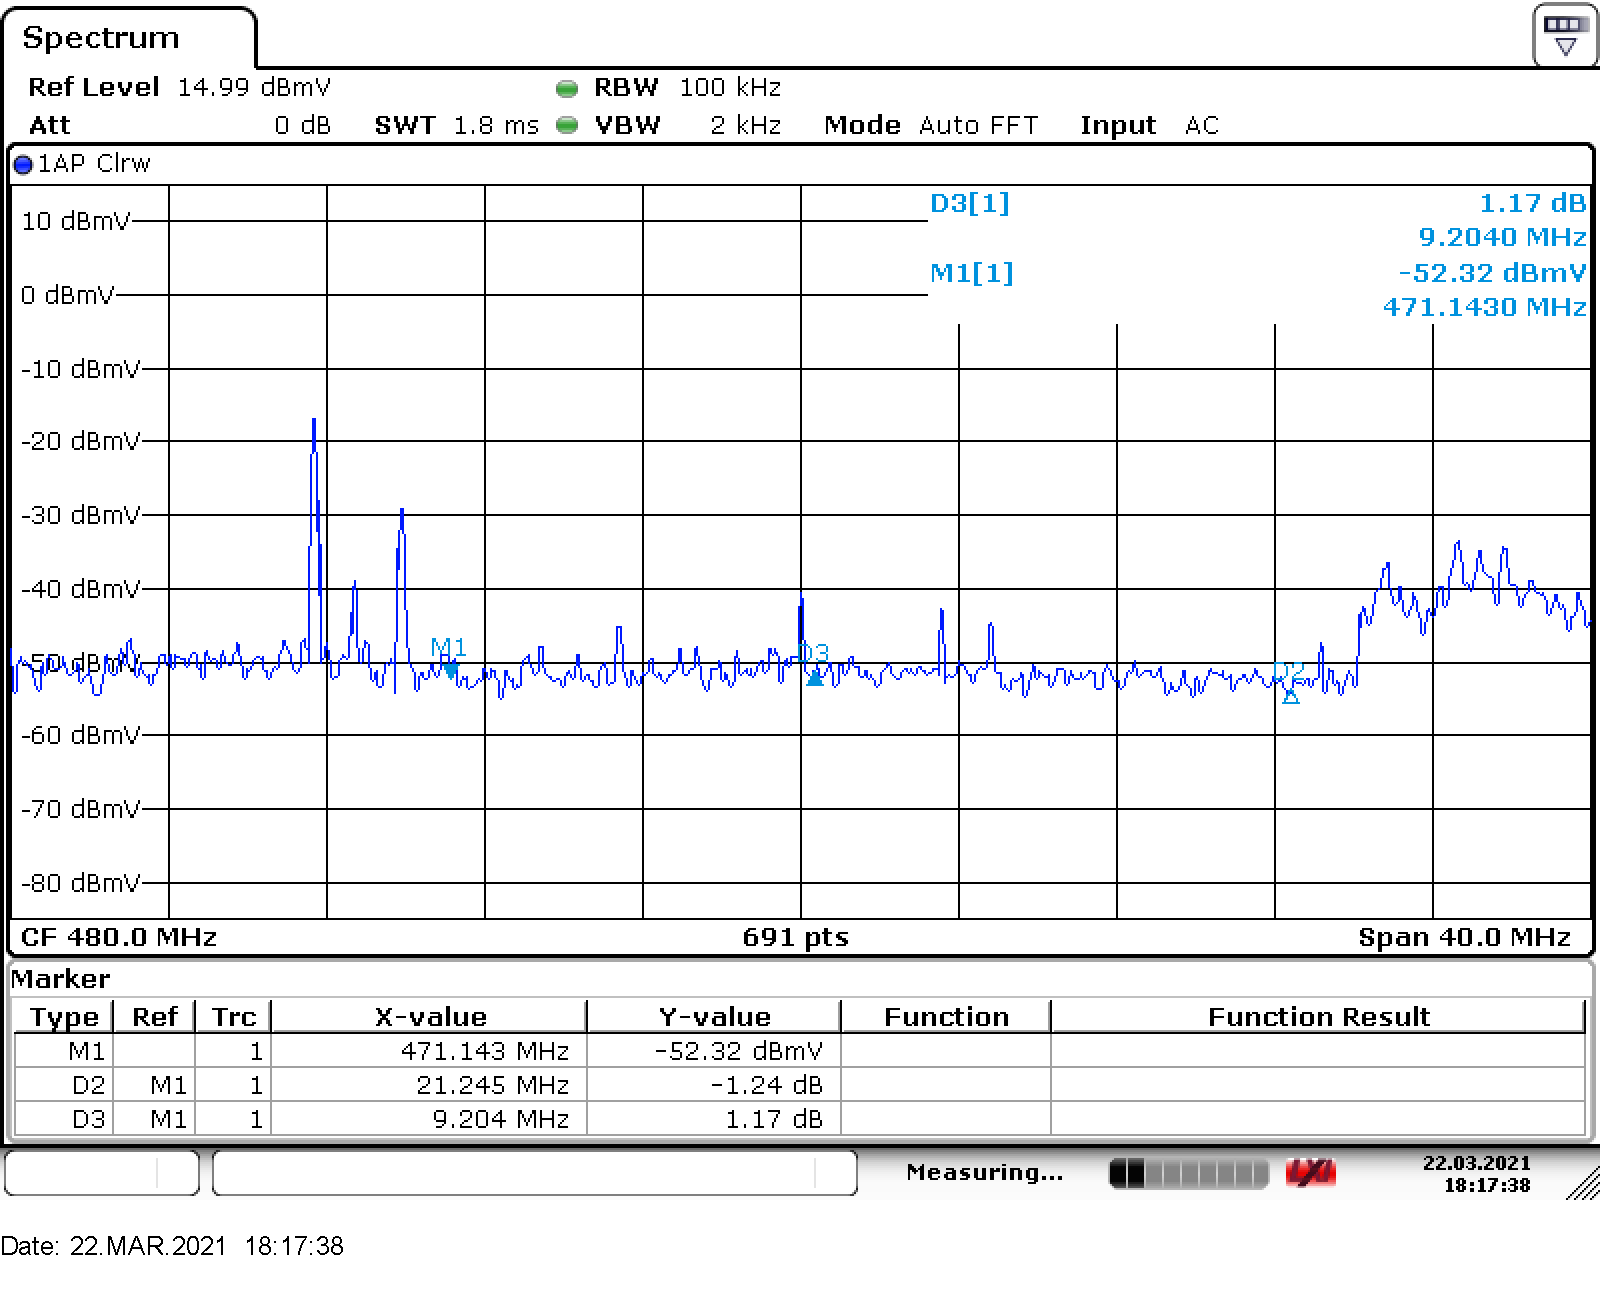 Spectrum
Ref Level 14.99 dBmV RBW 100 kHz
Att 0 dB SWT 1.8 ms VBW 2 kHz Mode Auto FFT Input AC
1AP Clrw
D3[1] 1.17 dB
9.2040 MHz
M1[1] -52.32 dBmV
471.1430 MHz
10 dBmV
0 dBmV
-10 dBmV
-20 dBmV
-30 dBmV
-40 dBmV
M1
D3
-50 dBmV
D2
-60 dBmV
-70 dBmV
-80 dBmV
CF 480.0 MHz 691 pts Span 40.0 MHz
Marker
Type Ref Trc X-value Y-value Function Function Result
M1 1 471.143 MHz -52.32 dBmV
D2 M1 1 21.245 MHz -1.24 dB
D3 M1 1 9.204 MHz 1.17 dB
Measuring... LXI 22.03.2021
18:17:38
Date: 22.MAR.2021 18:17:38